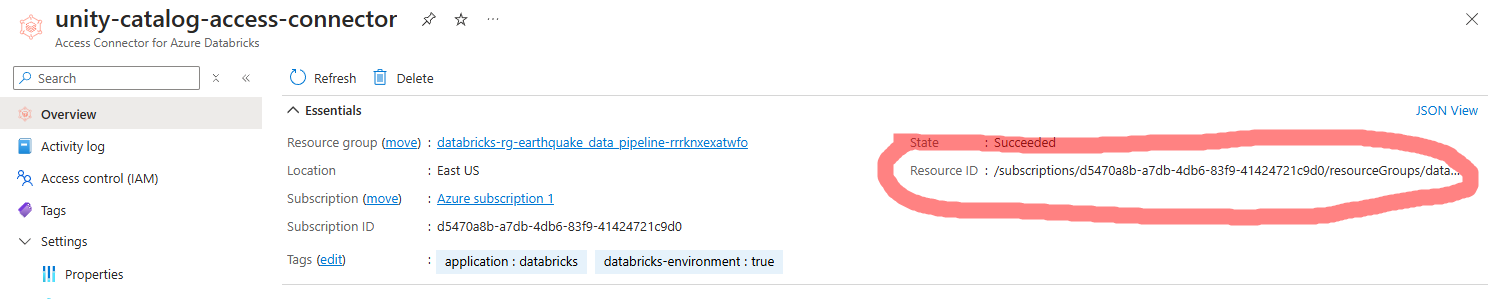 unity-catalog-access-connector
Access Connector for Azure Databricks
Search
Refresh
Delete
Overview
Activity log
Access control (IAM)
Tags
Settings
Properties
Essentials
JSON View
Resource group (move) : databricks-rg-earthquake_data_pipeline-rrrknxexatwfo
Location : East US
Subscription (move) : Azure subscription 1
Subscription ID : d5470a8b-a7db-4db6-83f9-41424721c9d0
Tags (edit) : application : databricks databricks-environment : true
State : Succeeded
Resource ID : /subscriptions/d5470a8b-a7db-4db6-83f9-41424721c9d0/resourceGroups/data...